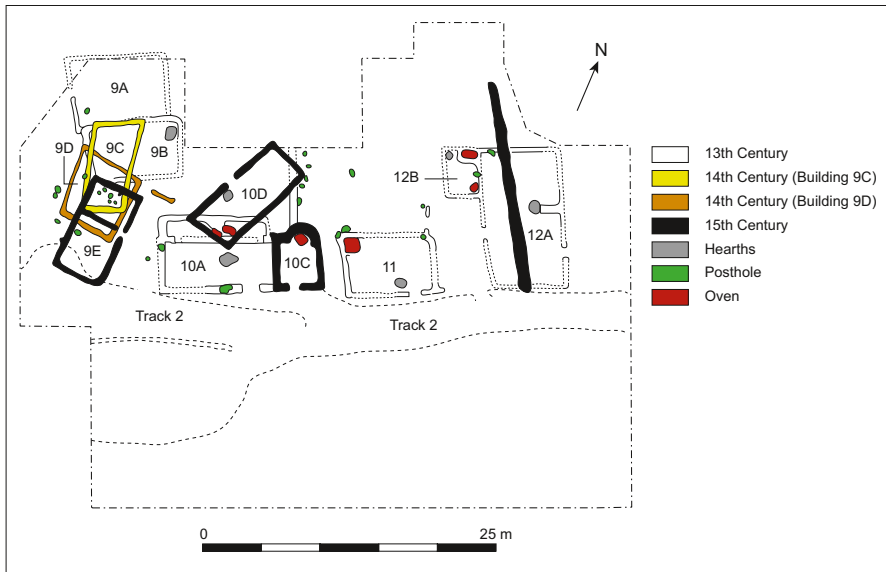 N
9A
9D
9C
9B
12B
10D
12A
9E
10A
10C
11
Track 2
Track 2
0
25 m
13th Century
14th Century (Building 9C)
14th Century (Building 9D)
15th Century
Hearths
Posthole
Oven